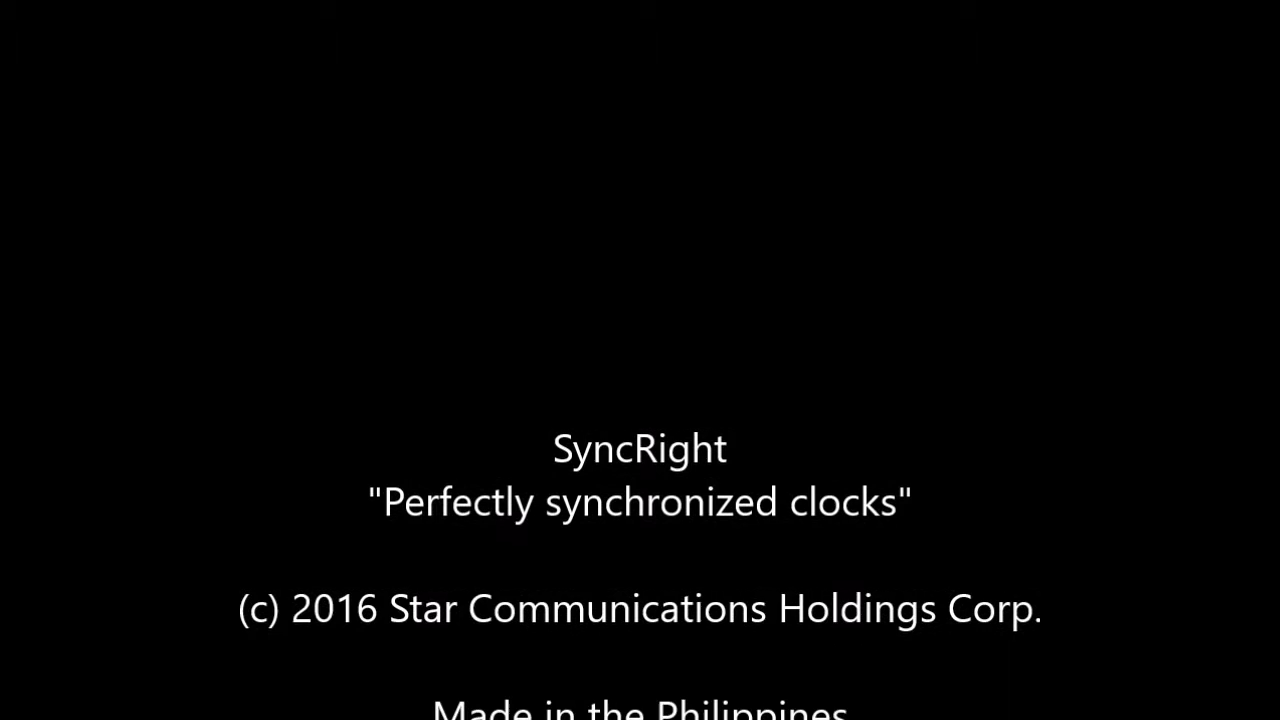 SyncRight
"Perfectly synchronized clocks"
(c) 2016 Star Communications Holdings Corp.
Made in the Philippines